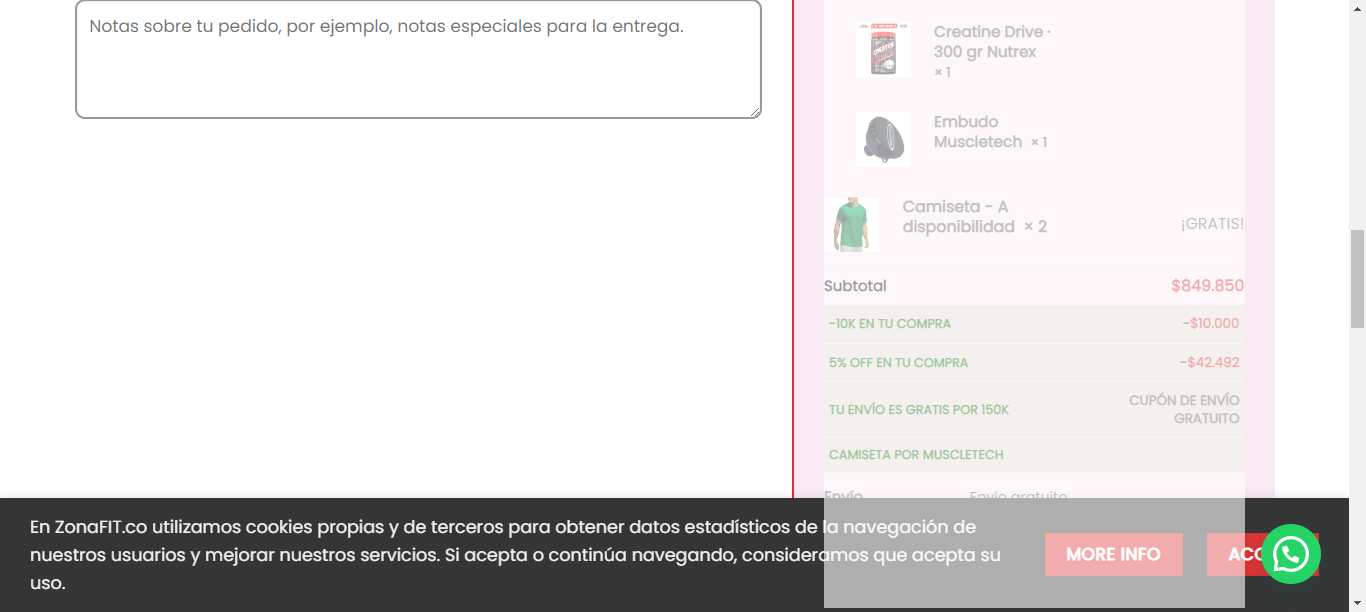 Notas sobre tu pedido, por ejemplo, notas especiales para la entrega.
Creatine Drive ·
300 gr Nutrex
× 1
Embudo
Muscletech × 1
Camiseta - A
disponibilidad × 2
¡GRATIS!
Subtotal $849.850
-10K EN TU COMPRA -$10.000
5% OFF EN TU COMPRA -$42.492
TU ENVÍO ES GRATIS POR 150K
CUPÓN DE ENVÍO
GRATUITO
CAMISETA POR MUSCLETECH
Envío Envío gratuito
En ZonaFIT.co utilizamos cookies propias y de terceros para obtener datos estadísticos de la navegación de
nuestros usuarios y mejorar nuestros servicios. Si acepta o continúa navegando, consideramos que acepta su
uso.
MORE INFO